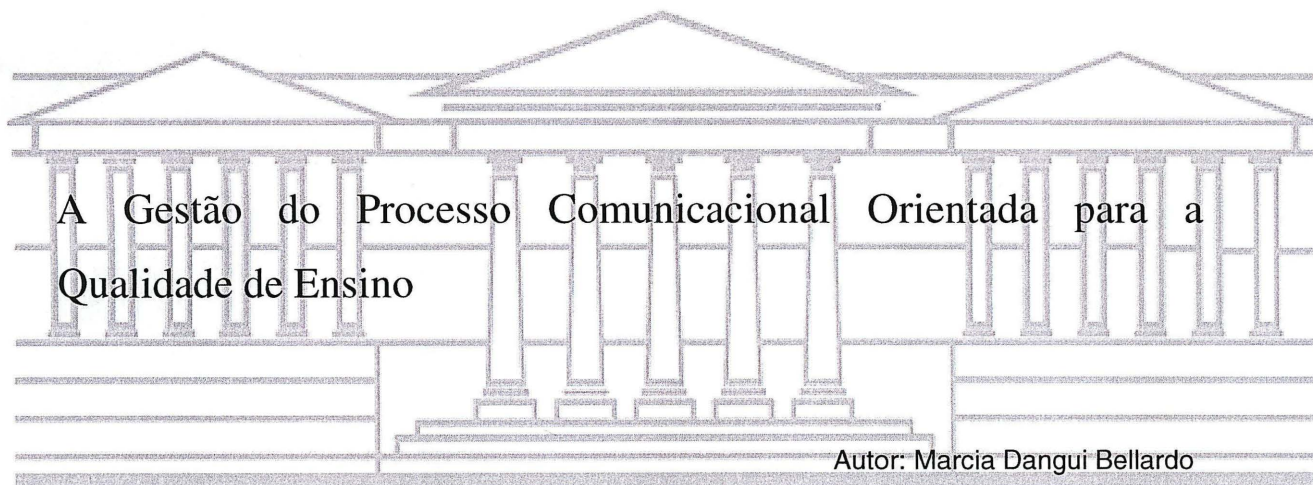 A Gestão do Processo Comunicacional Orientada para a
Qualidade de Ensino
Autor: Marcia Dangui Bellardo